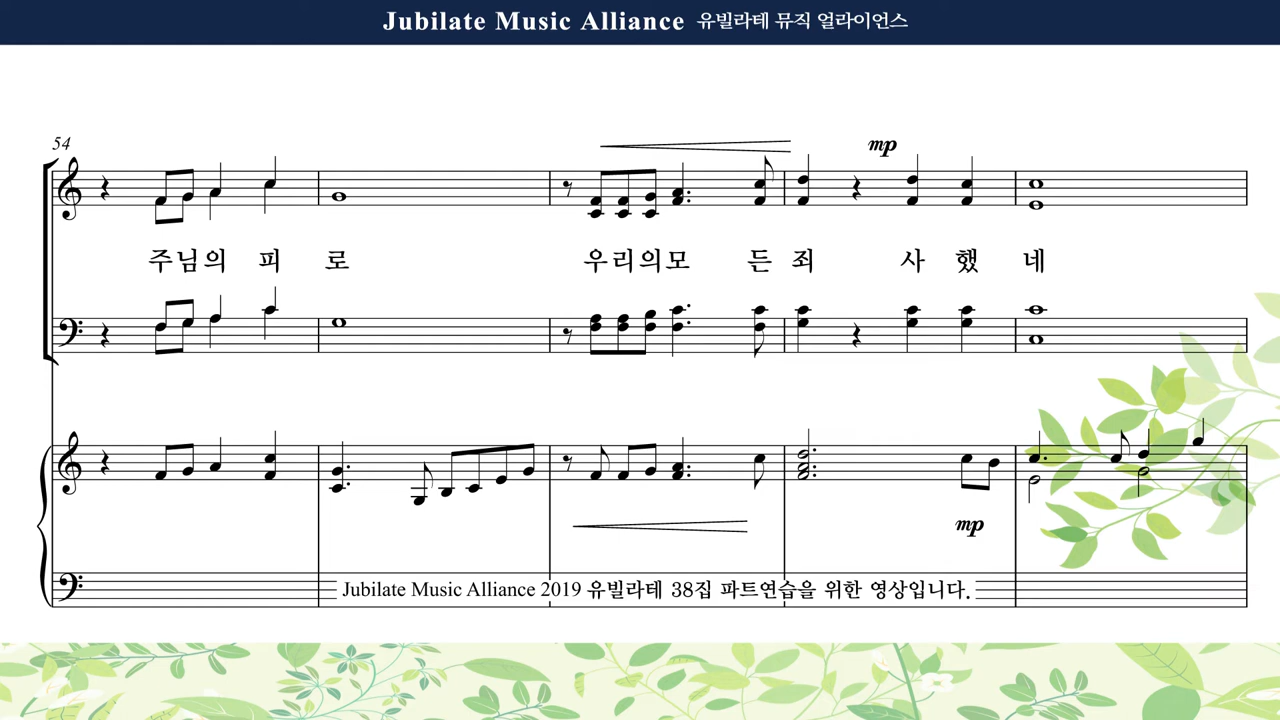 Jubilate Music Alliance 유빌라테 뮤직 얼라이언스
54
mp
주님의 피 로 우리의모 든 죄 사 했 네
mp
Jubilate Music Alliance 2019 유빌라테 38집 파트연습을 위한 영상입니다.